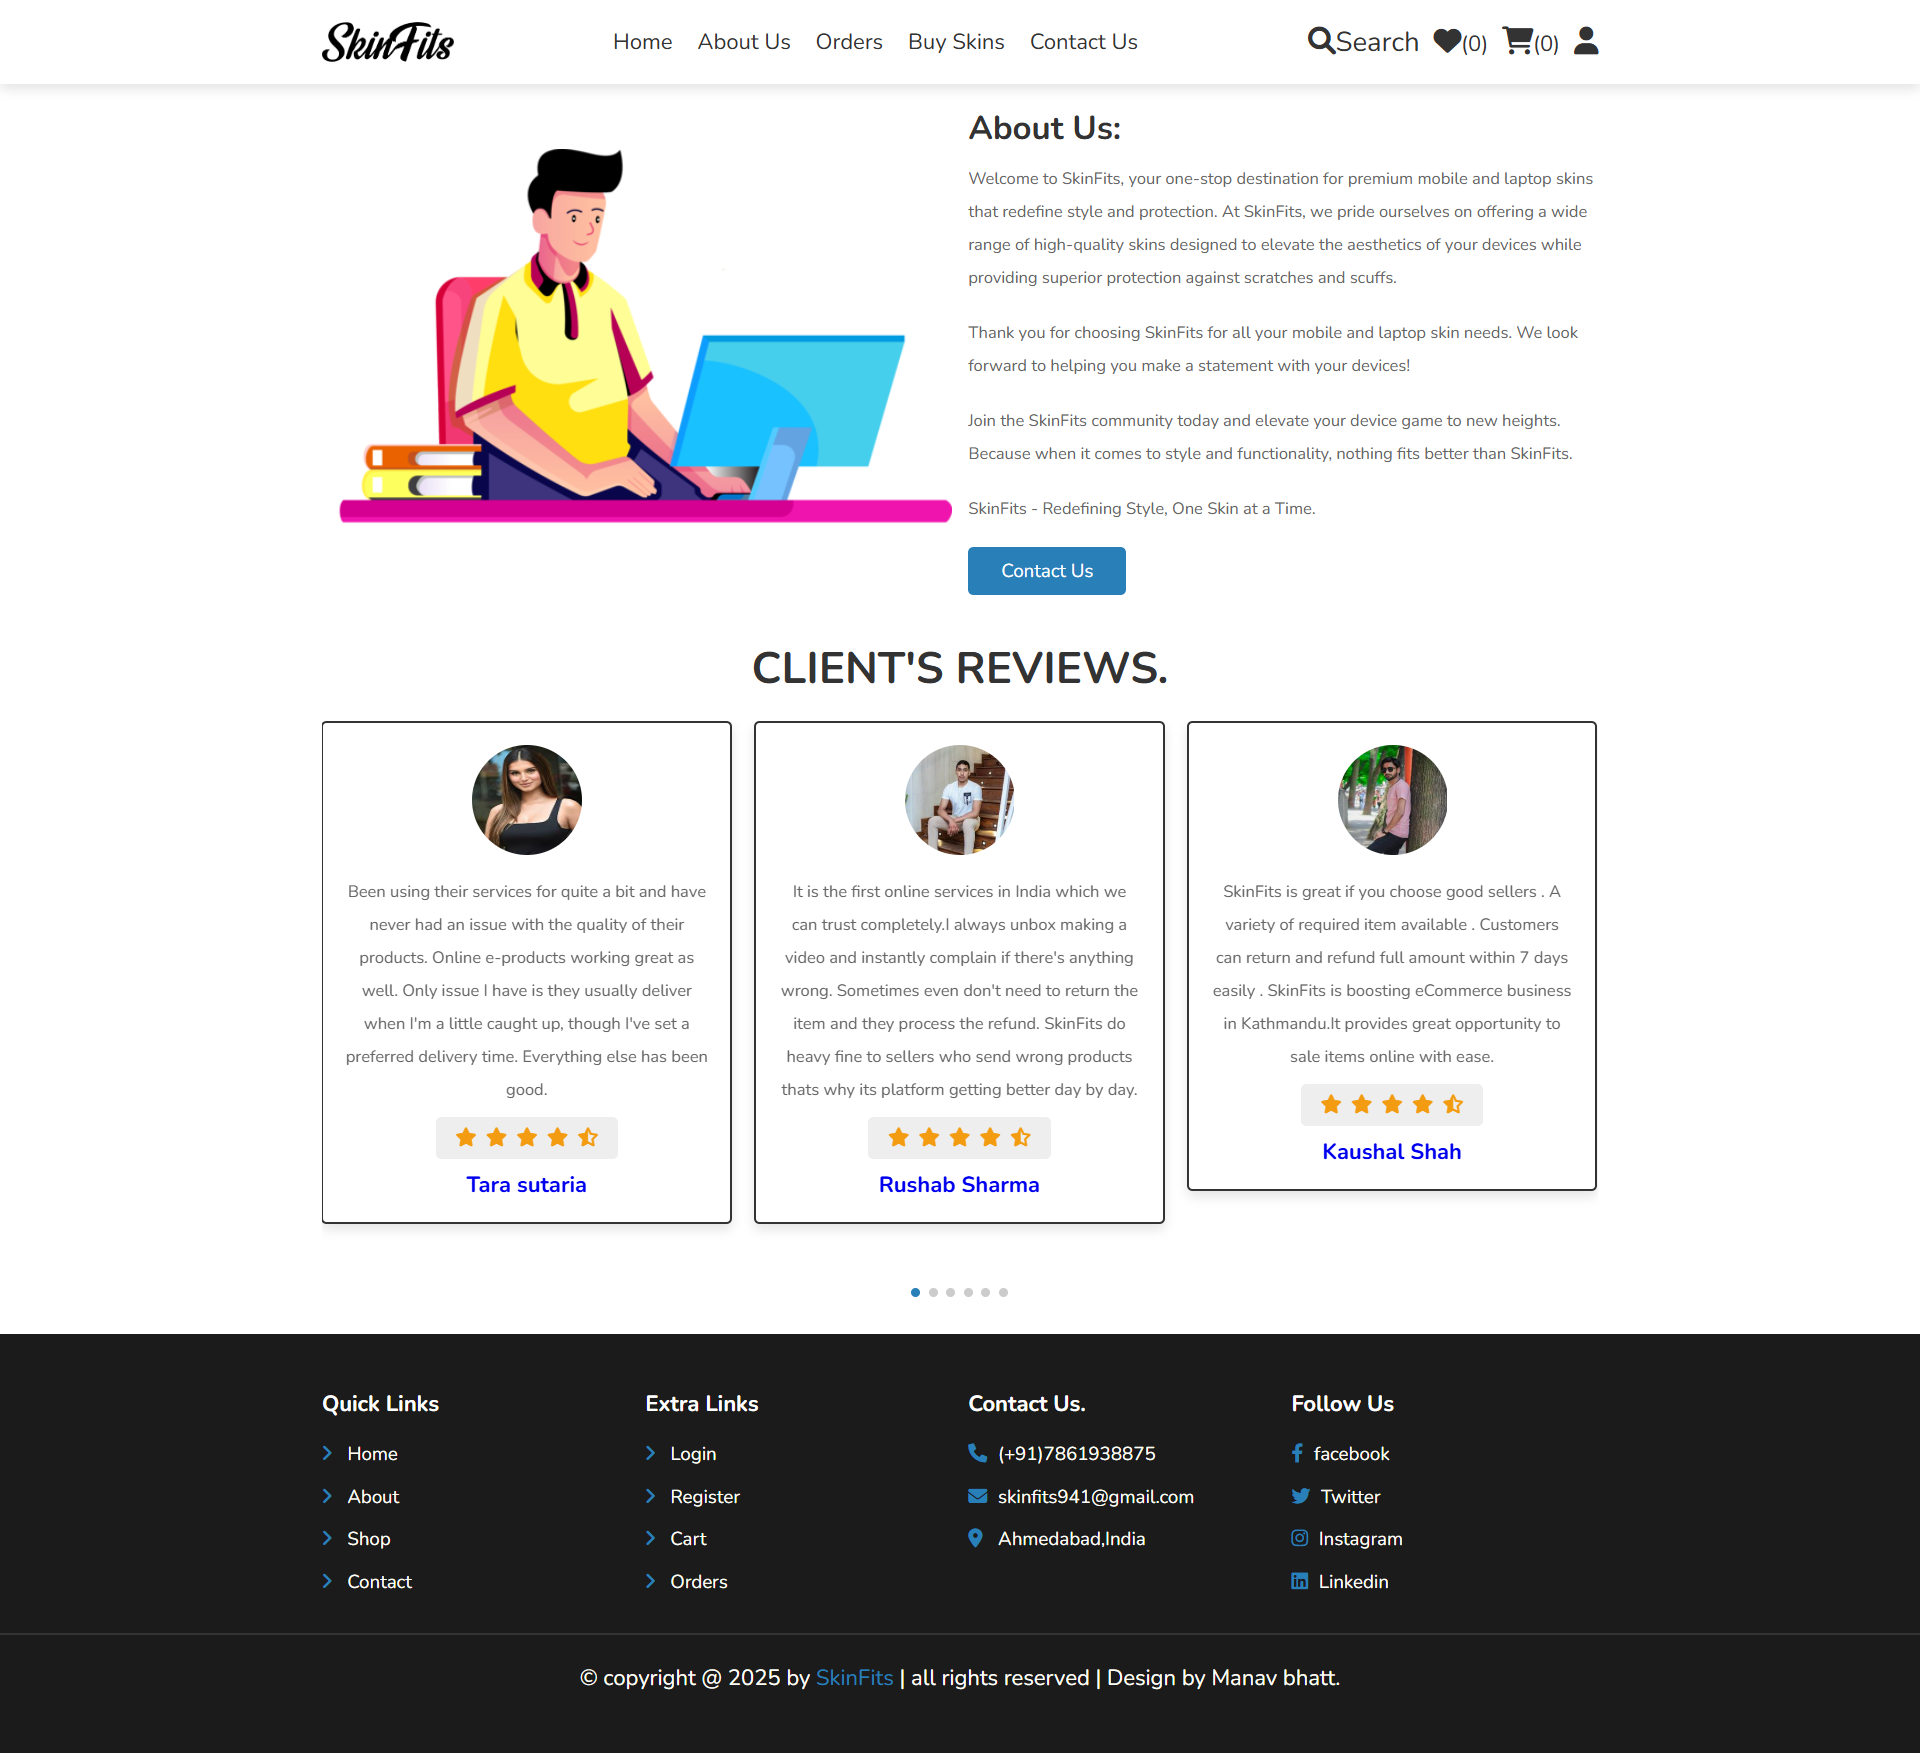 SkinFits
Home About Us Orders Buy Skins Contact Us
Search (0) (0)
About Us:
Welcome to SkinFits, your one-stop destination for premium mobile and laptop skins
that redefine style and protection. At SkinFits, we pride ourselves on offering a wide
range of high-quality skins designed to elevate the aesthetics of your devices while
providing superior protection against scratches and scuffs.
Thank you for choosing SkinFits for all your mobile and laptop skin needs. We look
forward to helping you make a statement with your devices!
Join the SkinFits community today and elevate your device game to new heights.
Because when it comes to style and functionality, nothing fits better than SkinFits.
SkinFits - Redefining Style, One Skin at a Time.
Contact Us
CLIENT'S REVIEWS.
Been using their services for quite a bit and have
never had an issue with the quality of their
products. Online e-products working great as
well. Only issue I have is they usually deliver
when I'm a little caught up, though I've set a
preferred delivery time. Everything else has been
good.
Tara sutaria
It is the first online services in India which we
can trust completely.I always unbox making a
video and instantly complain if there's anything
wrong. Sometimes even don't need to return the
item and they process the refund. SkinFits do
heavy fine to sellers who send wrong products
thats why its platform getting better day by day.
Rushab Sharma
SkinFits is great if you choose good sellers . A
variety of required item available . Customers
can return and refund full amount within 7 days
easily . SkinFits is boosting eCommerce business
in Kathmandu.It provides great opportunity to
sale items online with ease.
Kaushal Shah
Quick Links
Home
About
Shop
Contact
Extra Links
Login
Register
Cart
Orders
Contact Us.
(+91)7861938875
skinfits941@gmail.com
Ahmedabad,India
Follow Us
facebook
Twitter
Instagram
Linkedin
© copyright @ 2025 by SkinFits | all rights reserved | Design by Manav bhatt.